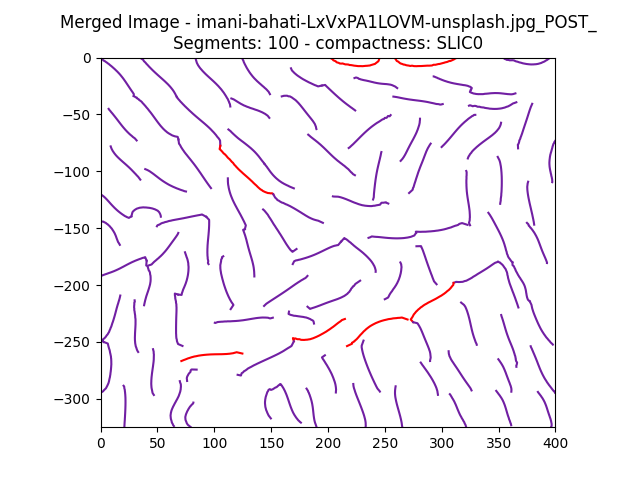 Merged Image - imani-bahati-LxVxPA1LOVM-unsplash.jpg_POST_
Segments: 100 - compactness: SLIC0
0
−50
−100
−150
−200
−250
−300
0 50 100 150 200 250 300 350 400